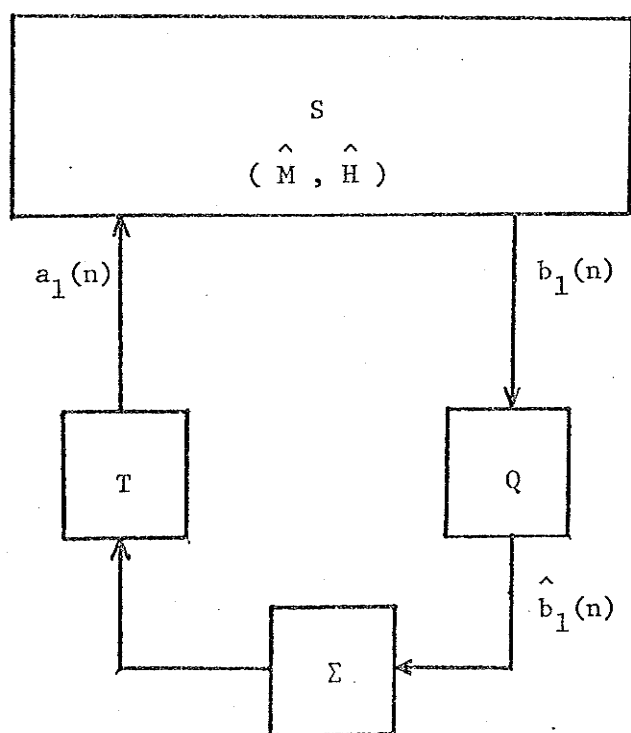 S
( M̂ , Ĥ )
a₁(n)
b₁(n)
T
Q
b̂₁(n)
Σ